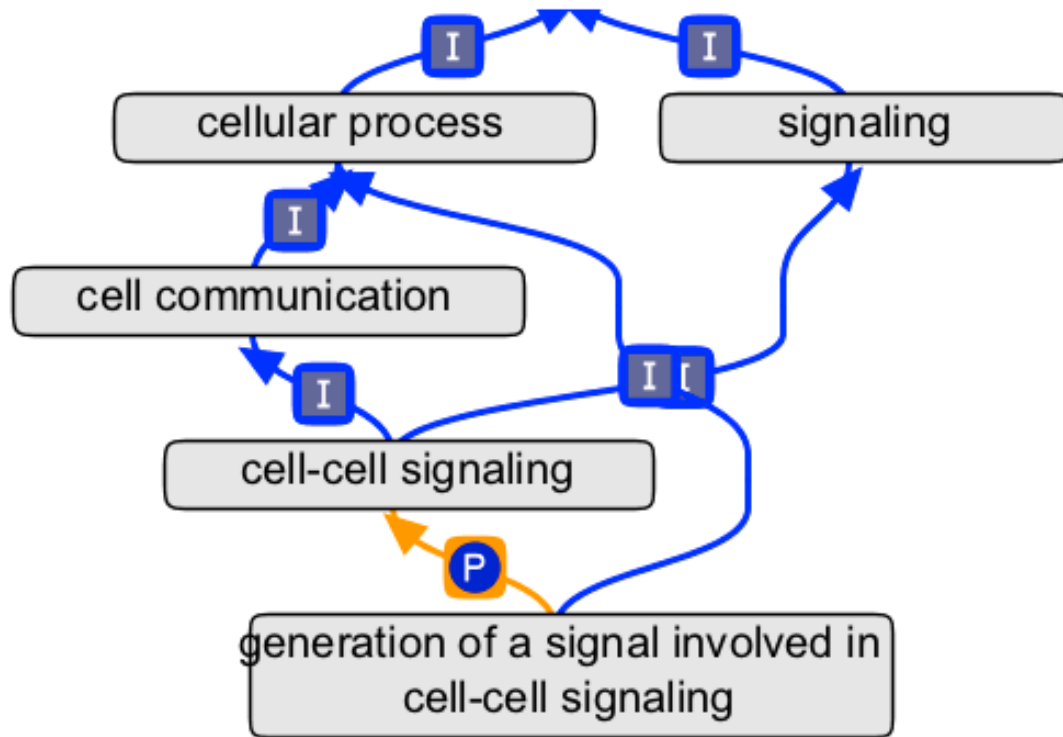 I
I
cellular process
signaling
I
cell communication
I
I
I
cell-cell signaling
P
generation of a signal involved in
cell-cell signaling